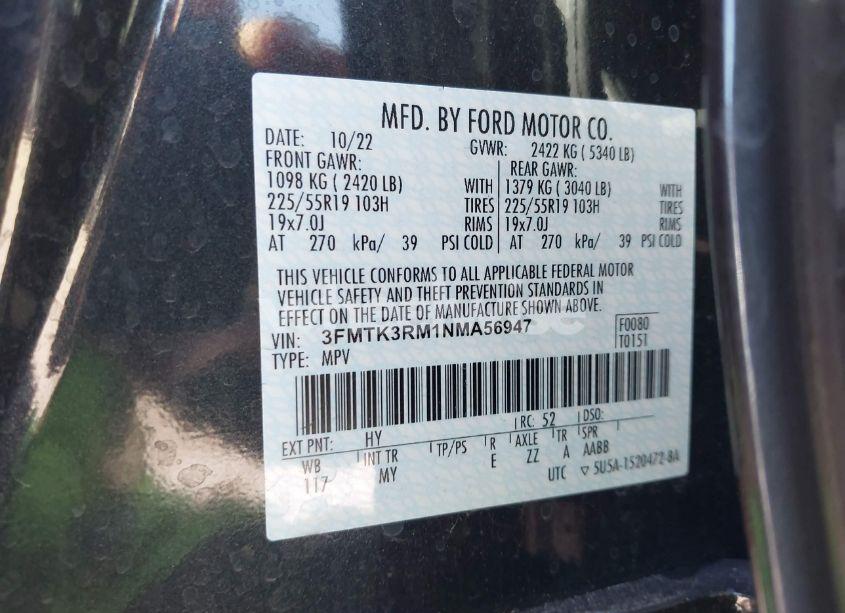 MFD. BY FORD MOTOR CO.
DATE: 10/22 GVWR: 2422 KG ( 5340 LB)
FRONT GAWR: REAR GAWR:
1098 KG ( 2420 LB) WITH 1379 KG ( 3040 LB) WITH
225/55R19 103H TIRES 225/55R19 103H TIRES
19x7.0J RIMS 19x7.0J RIMS
AT 270 kPa/ 39 PSI COLD AT 270 kPa/ 39 PSI COLD
THIS VEHICLE CONFORMS TO ALL APPLICABLE FEDERAL MOTOR
VEHICLE SAFETY AND THEFT PREVENTION STANDARDS IN
EFFECT ON THE DATE OF MANUFACTURE SHOWN ABOVE.
VIN: 3FMTK3RM1NMA56947 F0080
TYPE: MPV T0151
EXT PNT: HY RC: 52 DSO:
WB INT TR TP/PS R AXLE TR SPR
117 MY E ZZ A AABB
UTC ▽ 5U5A-1520472-BA